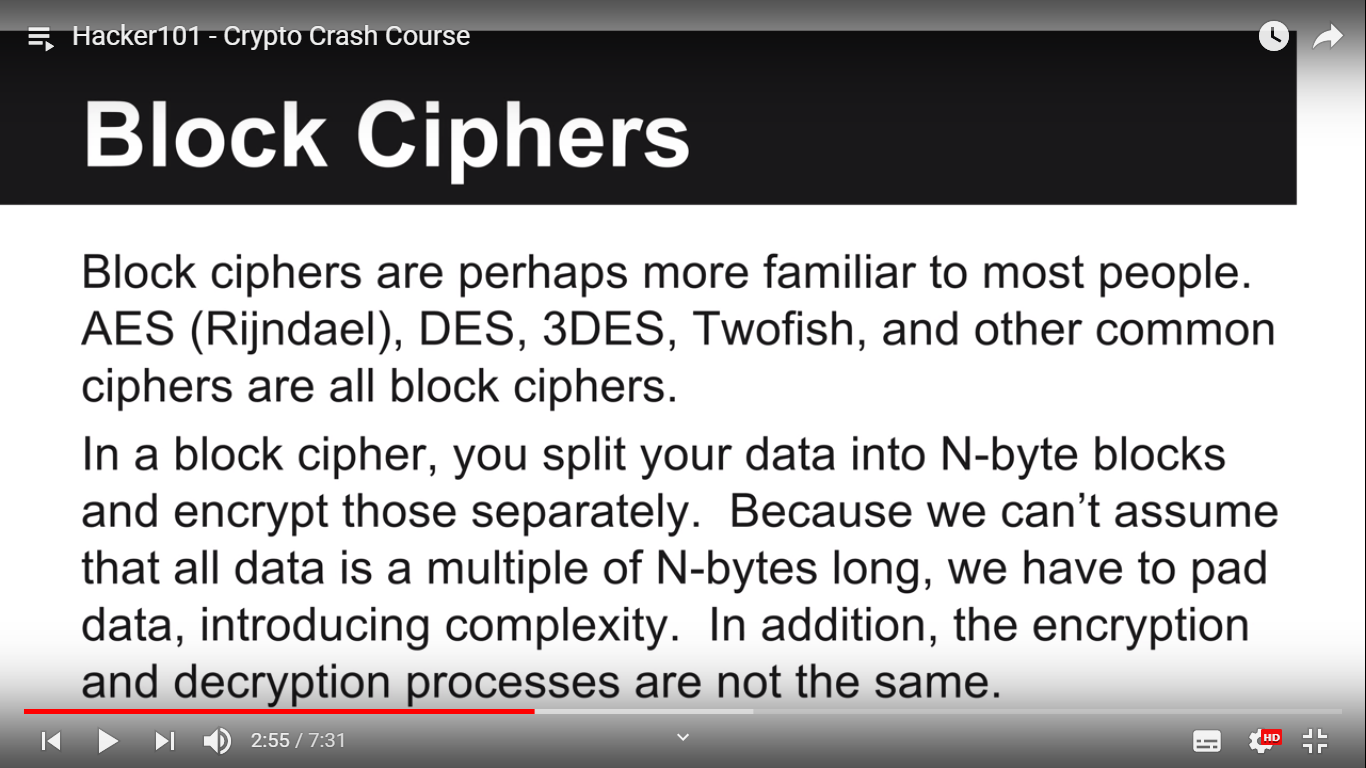 Hacker101 - Crypto Crash Course
Block Ciphers
Block ciphers are perhaps more familiar to most people.
AES (Rijndael), DES, 3DES, Twofish, and other common
ciphers are all block ciphers.
In a block cipher, you split your data into N-byte blocks
and encrypt those separately.  Because we can’t assume
that all data is a multiple of N-bytes long, we have to pad
data, introducing complexity.  In addition, the encryption
and decryption processes are not the same.
2:55 / 7:31
HD